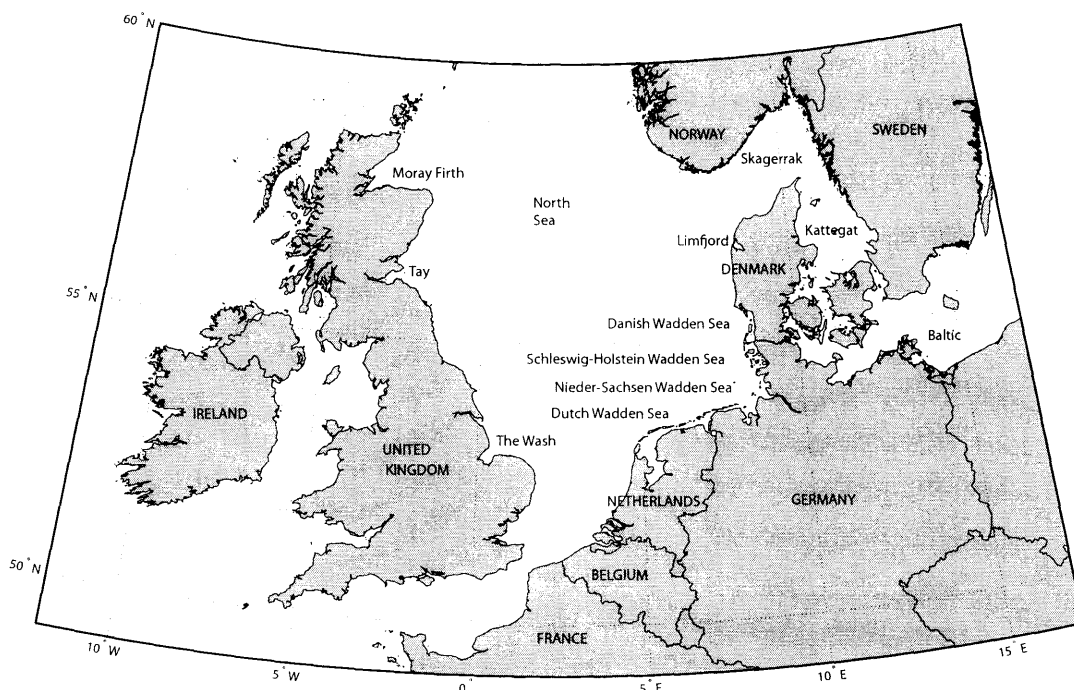 60°N
NORWAY
SWEDEN
Skagerrak
Moray Firth
North
Sea
Kattegat
Limfjord
DENMARK
Tay
55°N
Danish Wadden Sea
Baltic
Schleswig-Holstein Wadden Sea
Nieder-Sachsen Wadden Sea
Dutch Wadden Sea
IRELAND
The Wash
UNITED
KINGDOM
NETHERLANDS
GERMANY
50°N
BELGIUM
FRANCE
10°W
5°W
0°
5°E
10°E
15°E